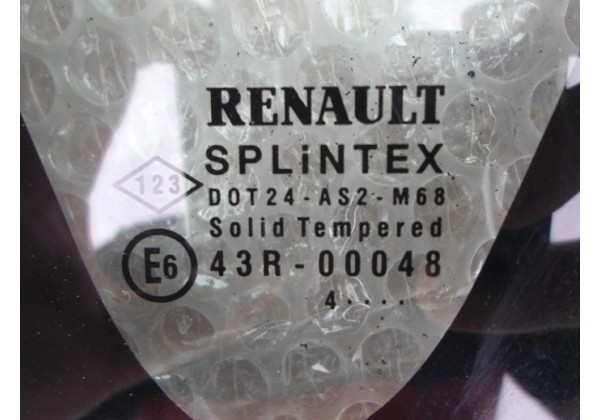 RENAULT
SPLiNTEX
123
DOT24-AS2-M68
Solid Tempered
E6 43R-00048
4····